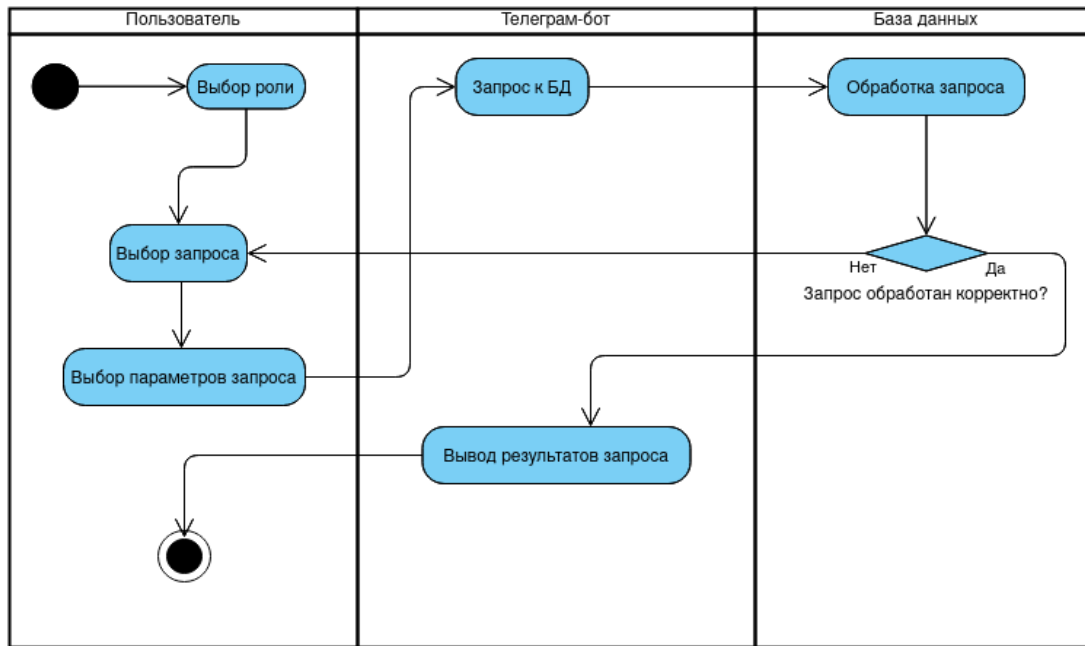 Пользователь
Телеграм-бот
База данных
Выбор роли
Запрос к БД
Обработка запроса
Выбор запроса
Нет
Да
Запрос обработан корректно?
Выбор параметров запроса
Вывод результатов запроса